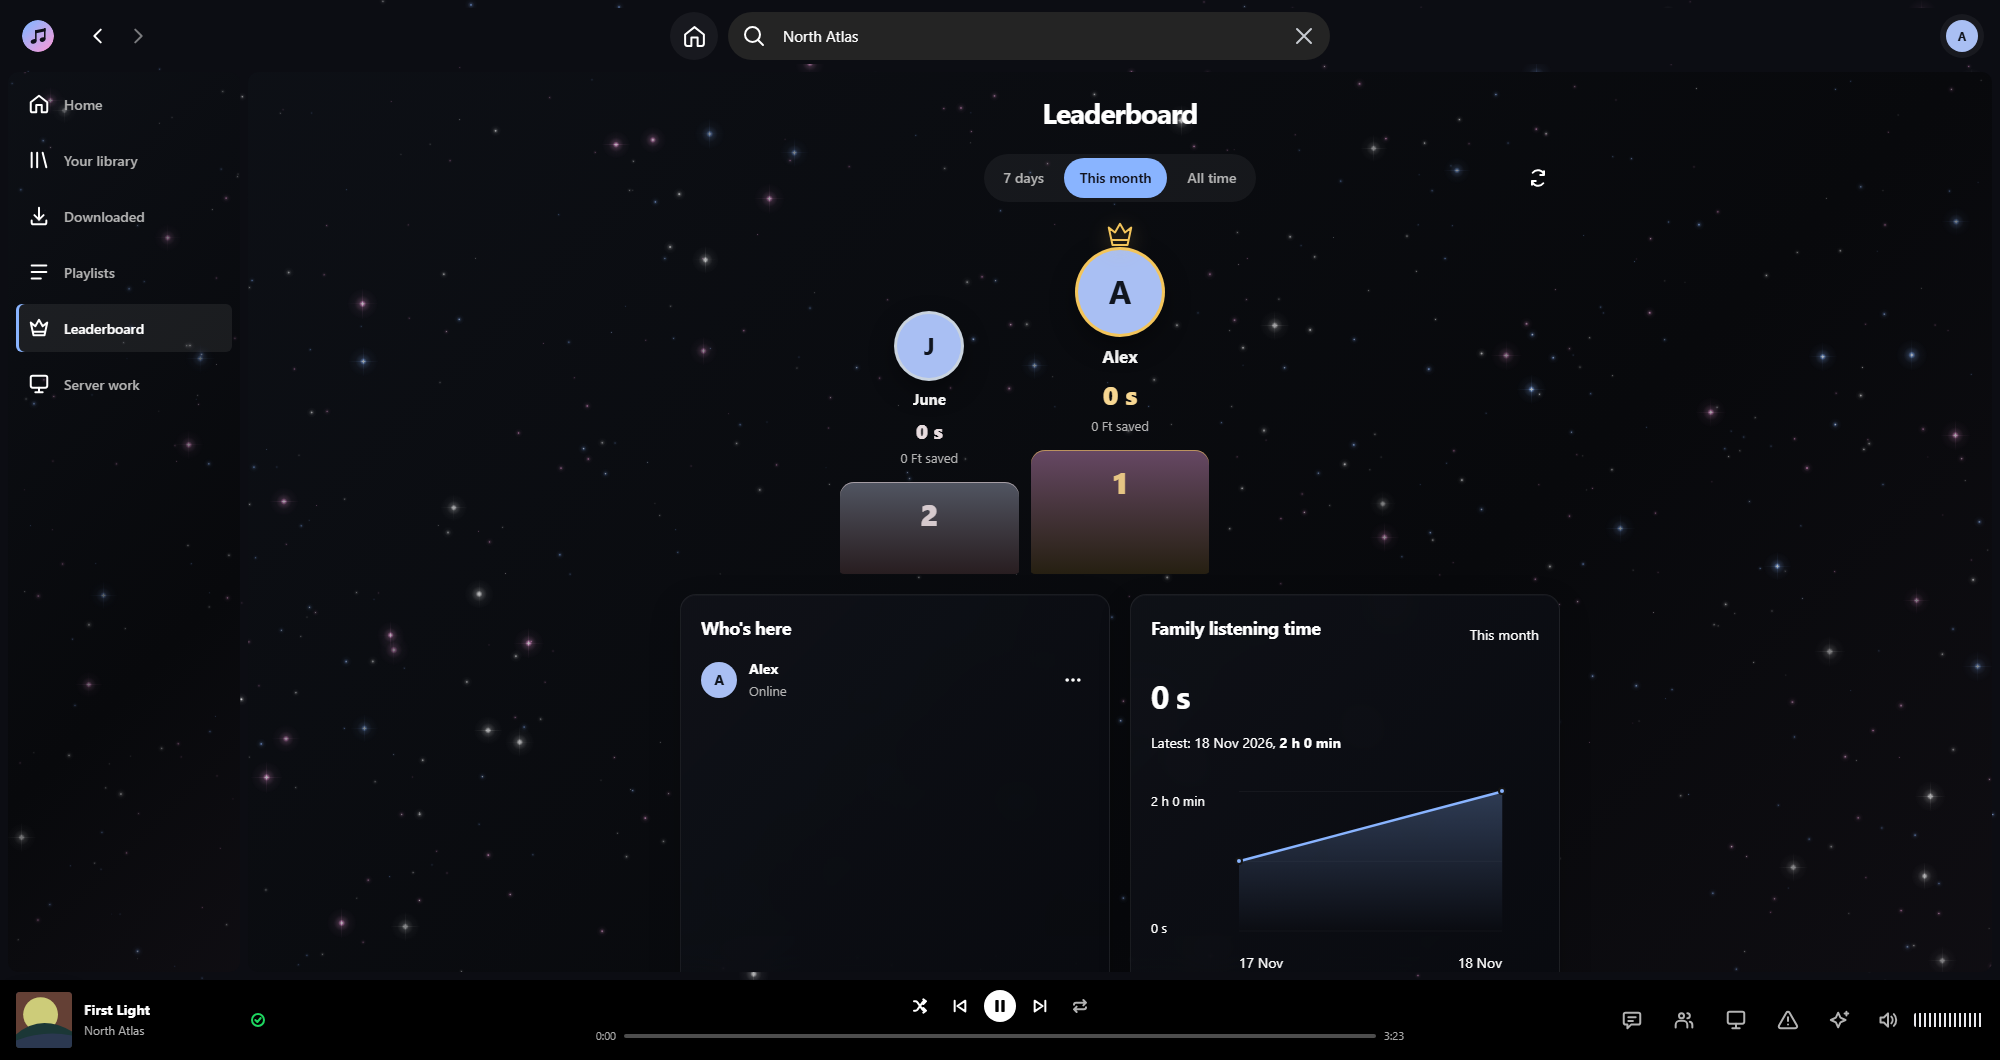 North Atlas
A
Home
Your library
Downloaded
Playlists
Leaderboard
Server work
Leaderboard
7 days
This month
All time
A
Alex
0 s
0 Ft saved
1
J
June
0 s
0 Ft saved
2
Who's here
A
Alex
Online
Family listening time
This month
0 s
Latest: 18 Nov 2026, 2 h 0 min
2 h 0 min
0 s
17 Nov
18 Nov
First Light
North Atlas
0:00
3:23